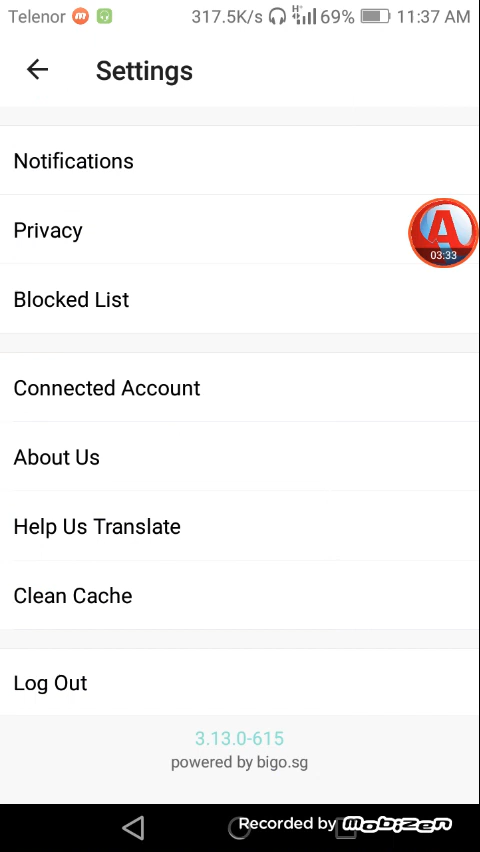 Telenor 317.5K/s H+ 69% 11:37 AM
Settings
Notifications
Privacy
A
03:33
Blocked List
Connected Account
About Us
Help Us Translate
Clean Cache
Log Out
3.13.0-615
powered by bigo.sg
Recorded by mobizen